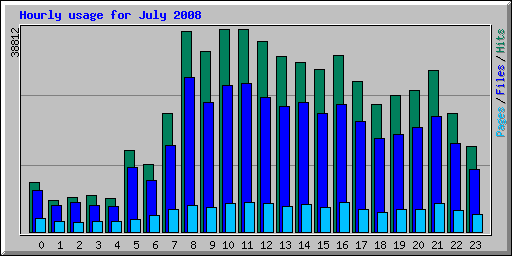 Hourly usage for July 2008
38812
Pages/Files/Hits
0 1 2 3 4 5 6 7 8 9 10 11 12 13 14 15 16 17 18 19 20 21 22 23